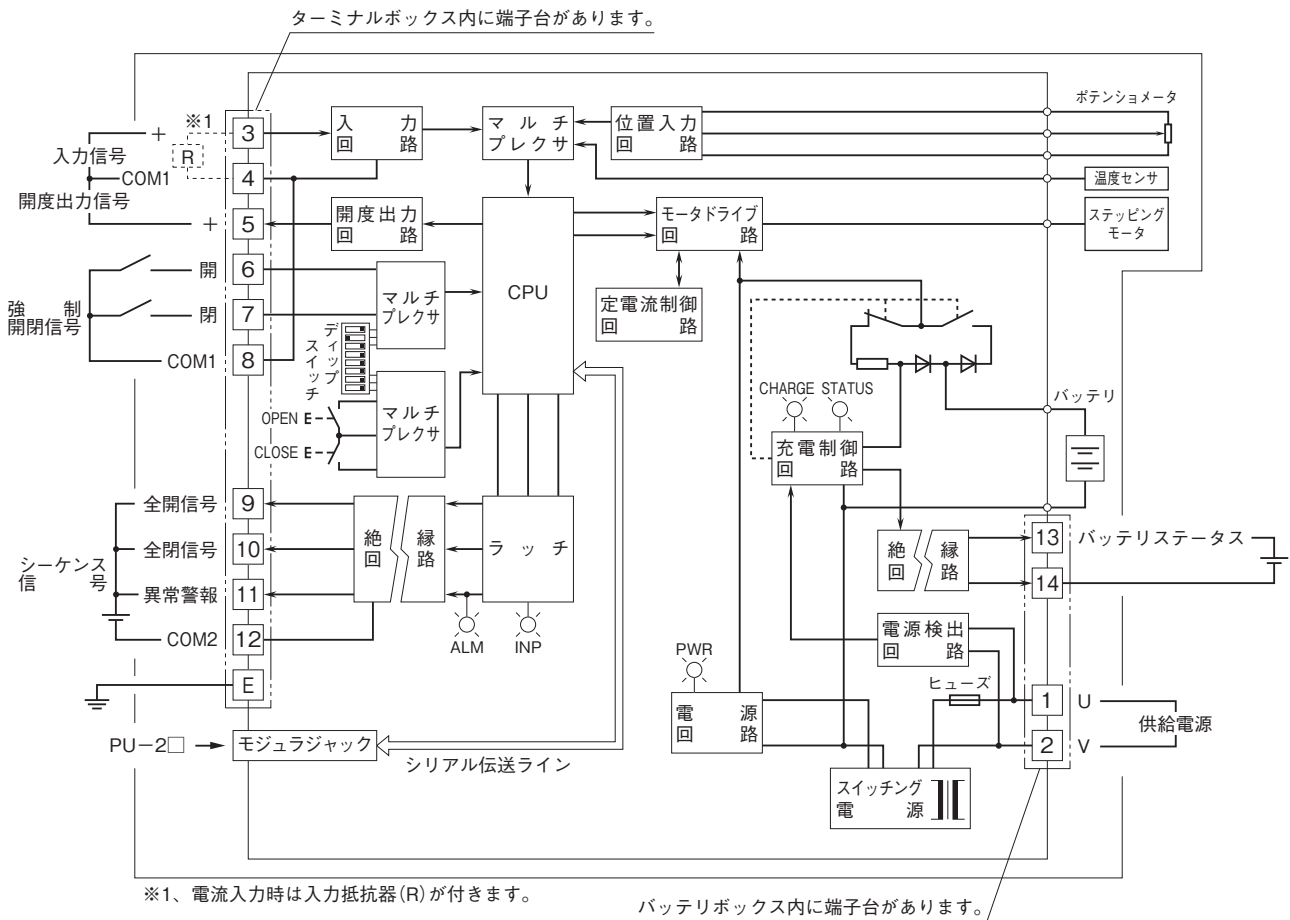 ターミナルボックス内に端子台があります。
※1
入力信号
+
R
COM1
開度出力信号
+
3
4
5
6
7
8
9
10
11
12
E
強制
開閉信号
開
閉
COM1
シーケンス
信号
全開信号
全閉信号
異常警報
COM2
入力
回路
マルチ
プレクサ
位置入力
回路
ポテンショメータ
温度センサ
開度出力
回路
CPU
モータドライブ
回路
ステッピング
モータ
定電流制御
回路
マルチ
プレクサ
ディップ
スイッチ
マルチ
プレクサ
OPEN
CLOSE
CHARGE STATUS
充電制御
回路
バッテリ
絶縁
回路
ラッチ
ALM
INP
絶縁
回路
13
14
バッテリステータス
電源検出
回路
PWR
電源
回路
ヒューズ
1
U
2
V
供給電源
スイッチング
電源
PU-2□
モジュラジャック
シリアル伝送ライン
※1、電流入力時は入力抵抗器(R)が付きます。
バッテリボックス内に端子台があります。